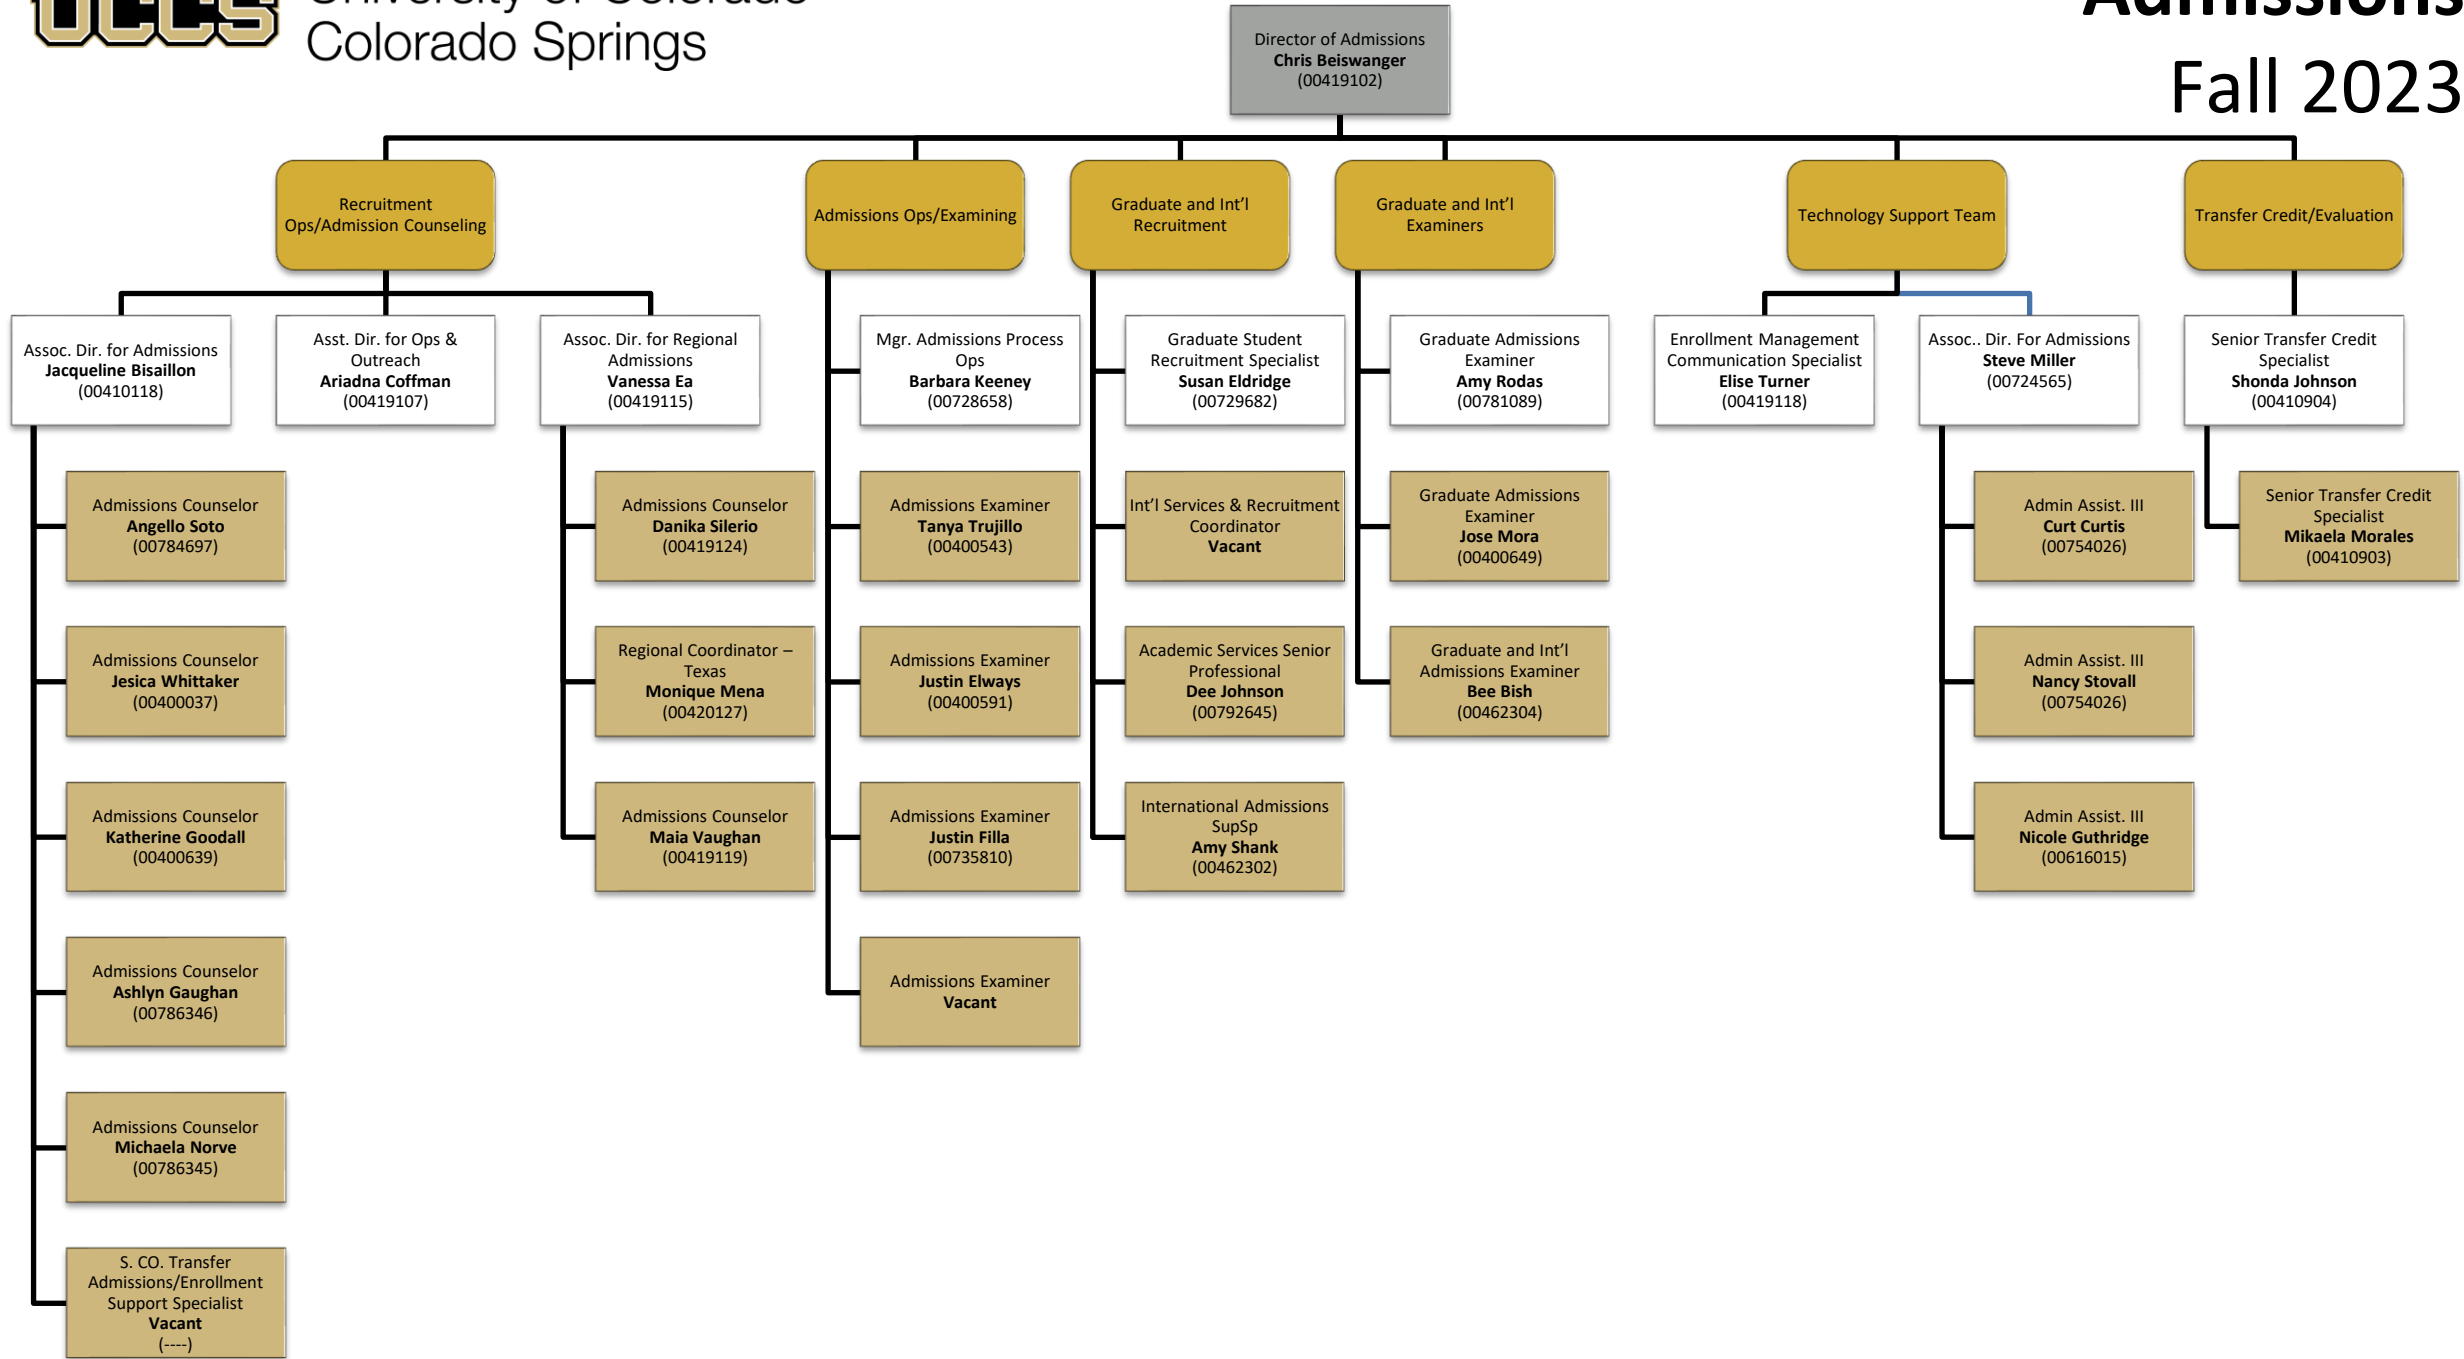 UCCS
University of Colorado
Colorado Springs
Admissions
Fall 2023
Director of Admissions
Chris Beiswanger
(00419102)
Recruitment
Ops/Admission Counseling
Admissions Ops/Examining
Graduate and Int’l
Recruitment
Graduate and Int’l
Examiners
Technology Support Team
Transfer Credit/Evaluation
Assoc. Dir. for Admissions
Jacqueline Bisaillon
(00410118)
Asst. Dir. for Ops &
Outreach
Ariadna Coffman
(00419107)
Assoc. Dir. for Regional
Admissions
Vanessa Ea
(00419115)
Mgr. Admissions Process
Ops
Barbara Keeney
(00728658)
Graduate Student
Recruitment Specialist
Susan Eldridge
(00729682)
Graduate Admissions
Examiner
Amy Rodas
(00781089)
Enrollment Management
Communication Specialist
Elise Turner
(00419118)
Assoc.. Dir. For Admissions
Steve Miller
(00724565)
Senior Transfer Credit
Specialist
Shonda Johnson
(00410904)
Admissions Counselor
Angello Soto
(00784697)
Admissions Counselor
Danika Silerio
(00419124)
Admissions Examiner
Tanya Trujillo
(00400543)
Int’l Services & Recruitment
Coordinator
Vacant
Graduate Admissions
Examiner
Jose Mora
(00400649)
Admin Assist. III
Curt Curtis
(00754026)
Senior Transfer Credit
Specialist
Mikaela Morales
(00410903)
Admissions Counselor
Jesica Whittaker
(00400037)
Regional Coordinator –
Texas
Monique Mena
(00420127)
Admissions Examiner
Justin Elways
(00400591)
Academic Services Senior
Professional
Dee Johnson
(00792645)
Graduate and Int’l
Admissions Examiner
Bee Bish
(00462304)
Admin Assist. III
Nancy Stovall
(00754026)
Admissions Counselor
Katherine Goodall
(00400639)
Admissions Counselor
Maia Vaughan
(00419119)
Admissions Examiner
Justin Filla
(00735810)
International Admissions
SupSp
Amy Shank
(00462302)
Admin Assist. III
Nicole Guthridge
(00616015)
Admissions Counselor
Ashlyn Gaughan
(00786346)
Admissions Examiner
Vacant
Admissions Counselor
Michaela Norve
(00786345)
S. CO. Transfer
Admissions/Enrollment
Support Specialist
Vacant
(----)